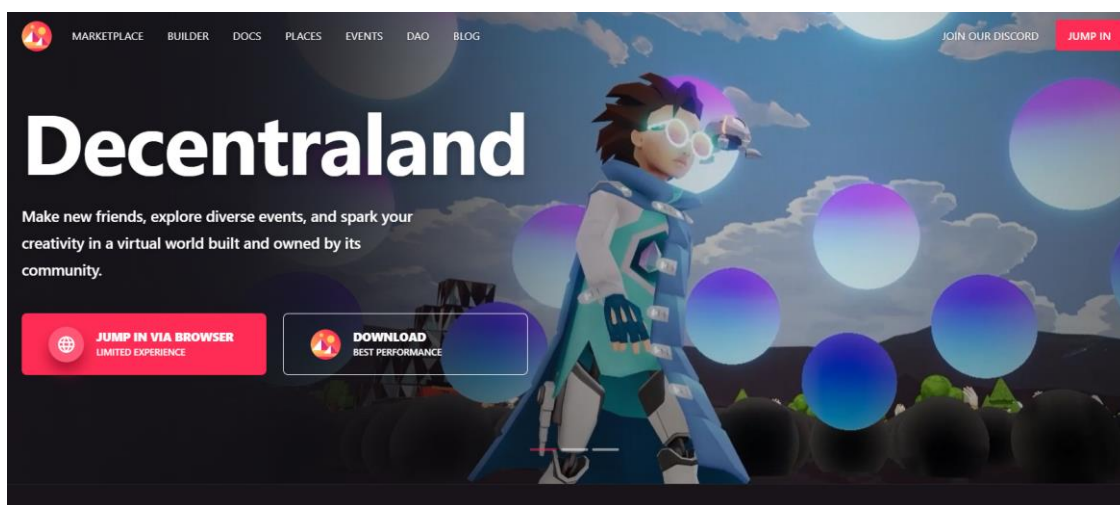 MARKETPLACE BUILDER DOCS PLACES EVENTS DAO BLOG JOIN OUR DISCORD JUMP IN
Decentraland
Make new friends, explore diverse events, and spark your
creativity in a virtual world built and owned by its
community.
JUMP IN VIA BROWSER
LIMITED EXPERIENCE
DOWNLOAD
BEST PERFORMANCE